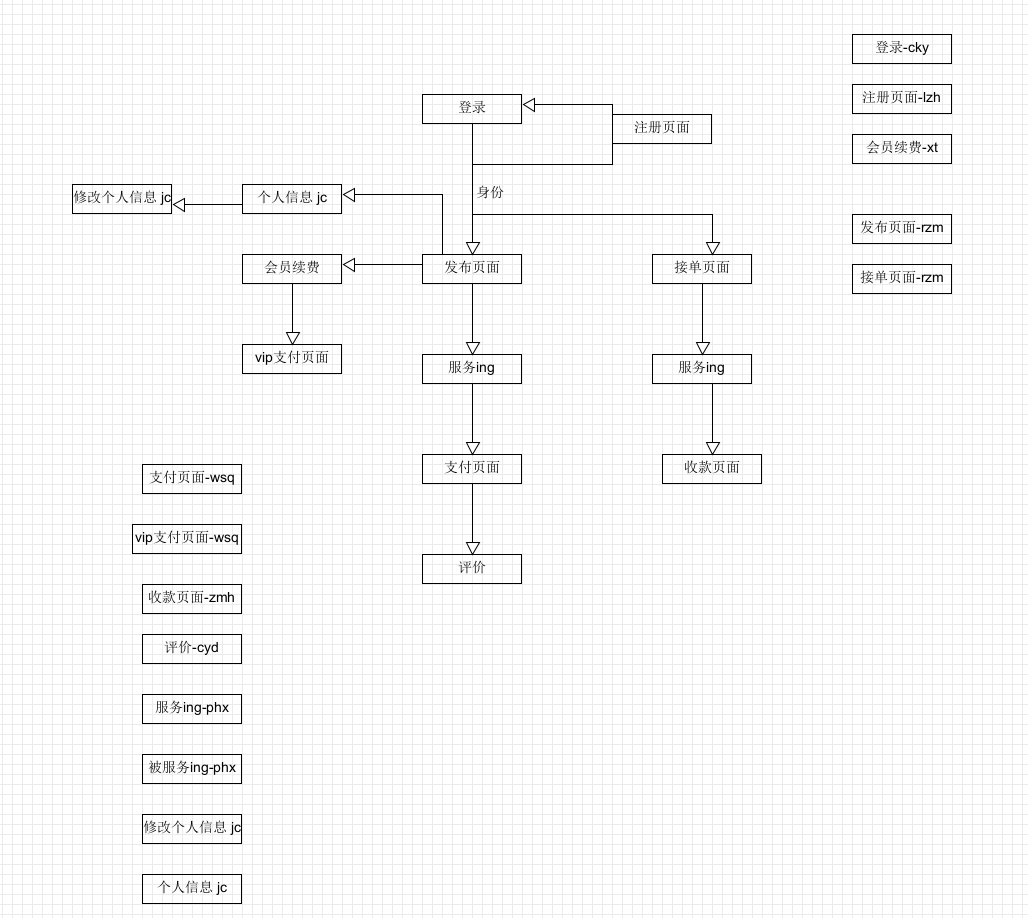 登录-cky
注册页面-lzh
登录
注册页面
会员续费-xt
修改个人信息 jc
个人信息 jc
身份
发布页面-rzm
会员续费
发布页面
接单页面
接单页面-rzm
vip支付页面
服务ing
服务ing
支付页面
收款页面
支付页面-wsq
vip支付页面-wsq
评价
收款页面-zmh
评价-cyd
服务ing-phx
被服务ing-phx
修改个人信息 jc
个人信息 jc